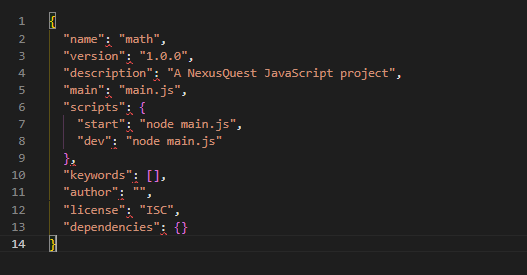 1 {
2 "name": "math",
3 "version": "1.0.0",
4 "description": "A NexusQuest JavaScript project",
5 "main": "main.js",
6 "scripts": {
7 "start": "node main.js",
8 "dev": "node main.js"
9 },
10 "keywords": [],
11 "author": "",
12 "license": "ISC",
13 "dependencies": {}
14 }